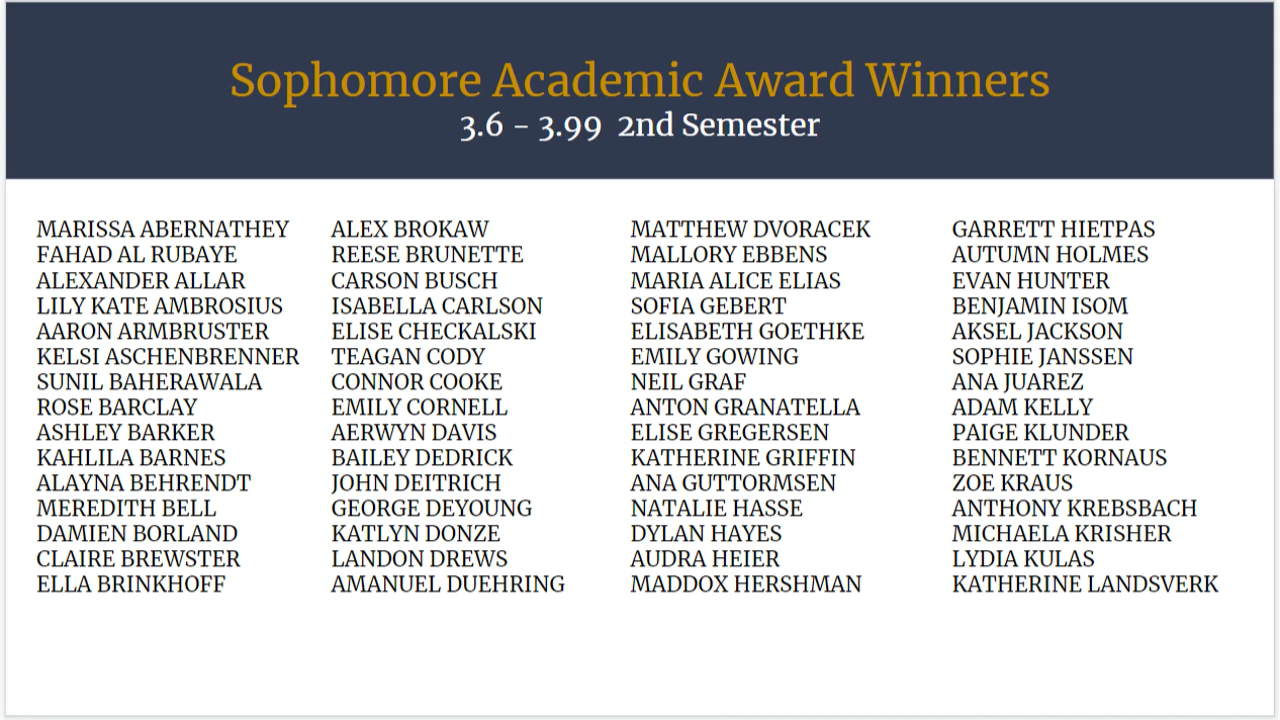 Sophomore Academic Award Winners
3.6 - 3.99 2nd Semester
MARISSA ABERNATHEY
FAHAD AL RUBAYE
ALEXANDER ALLAR
LILY KATE AMBROSIUS
AARON ARMBRUSTER
KELSI ASCHENBRENNER
SUNIL BAHERAWALA
ROSE BARCLAY
ASHLEY BARKER
KAHLILA BARNES
ALAYNA BEHRENDT
MEREDITH BELL
DAMIEN BORLAND
CLAIRE BREWSTER
ELLA BRINKHOFF
ALEX BROKAW
REESE BRUNETTE
CARSON BUSCH
ISABELLA CARLSON
ELISE CHECKALSKI
TEAGAN CODY
CONNOR COOKE
EMILY CORNELL
AERWYN DAVIS
BAILEY DEDRICK
JOHN DEITRICH
GEORGE DEYOUNG
KATLYN DONZE
LANDON DREWS
AMANUEL DUEHRING
MATTHEW DVORACEK
MALLORY EBBENS
MARIA ALICE ELIAS
SOFIA GEBERT
ELISABETH GOETHKE
EMILY GOWING
NEIL GRAF
ANTON GRANATELLA
ELISE GREGERSEN
KATHERINE GRIFFIN
ANA GUTTORMSEN
NATALIE HASSE
DYLAN HAYES
AUDRA HEIER
MADDOX HERSHMAN
GARRETT HIETPAS
AUTUMN HOLMES
EVAN HUNTER
BENJAMIN ISOM
AKSEL JACKSON
SOPHIE JANSSEN
ANA JUAREZ
ADAM KELLY
PAIGE KLUNDER
BENNETT KORNAUS
ZOE KRAUS
ANTHONY KREBSBACH
MICHAELA KRISHER
LYDIA KULAS
KATHERINE LANDSVERK